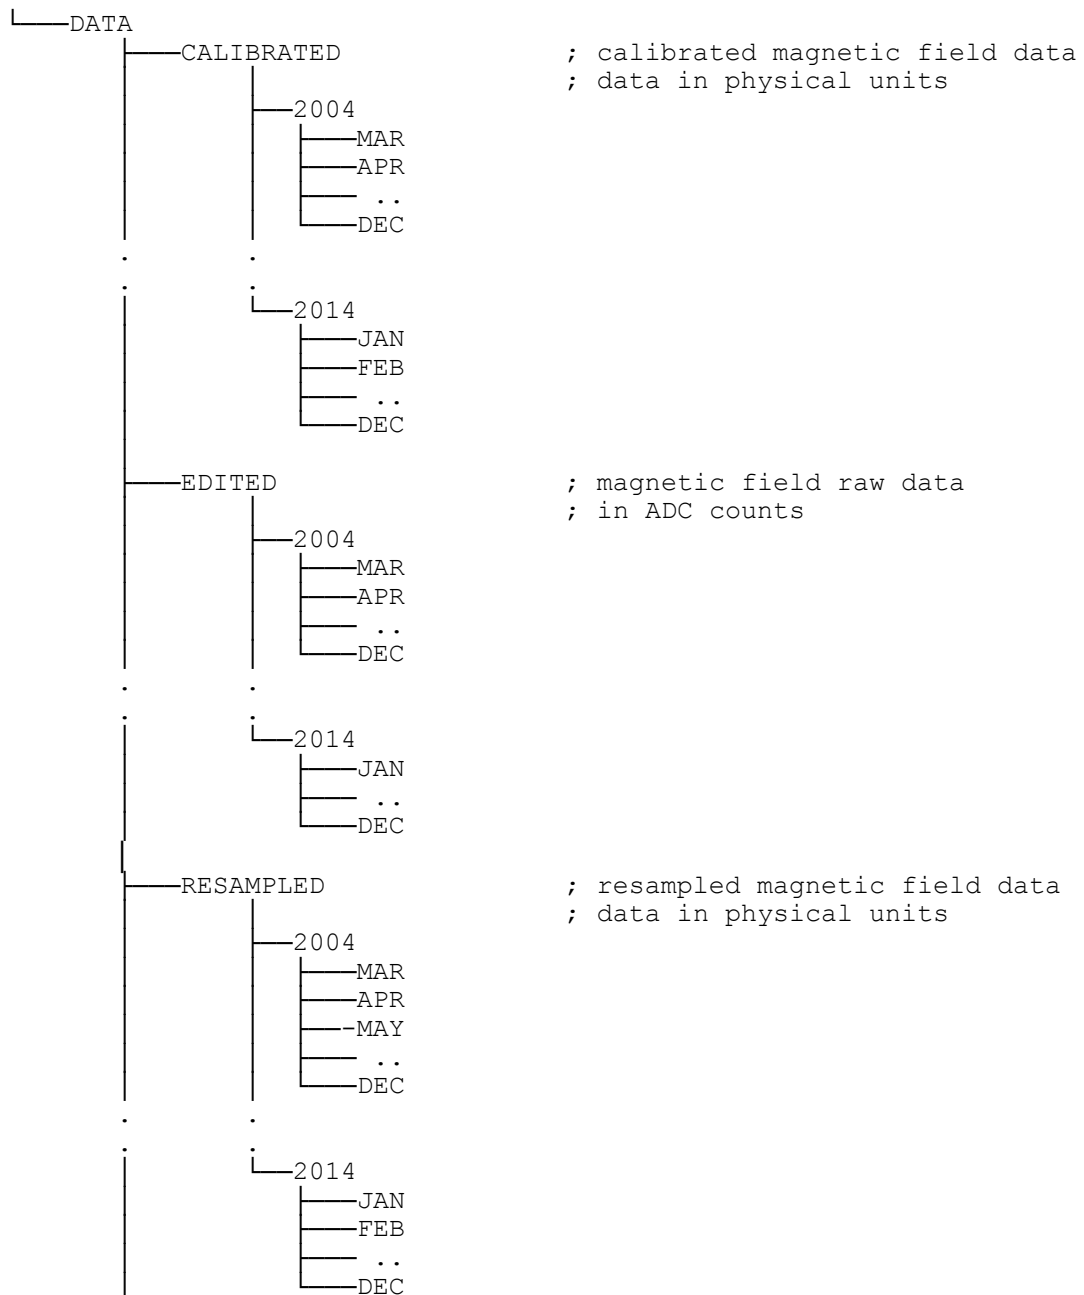 DATA
CALIBRATED ; calibrated magnetic field data
; data in physical units
2004
MAR
APR
..
DEC
. .
. .
2014
JAN
FEB
..
DEC
EDITED ; magnetic field raw data
; in ADC counts
2004
MAR
APR
..
DEC
. .
. .
2014
JAN
..
DEC
RESAMPLED ; resampled magnetic field data
; data in physical units
2004
MAR
APR
-MAY
..
DEC
. .
. .
2014
JAN
FEB
..
DEC